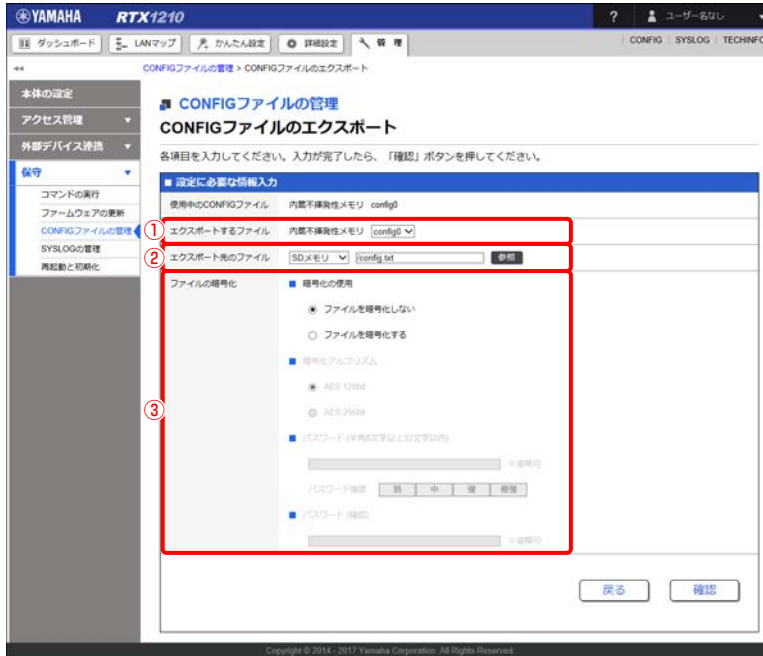 YAMAHA RTX1210 ? ユーザーなし
ダッシュボード LANマップ かんたん設定 詳細設定 管理 CONFIG SYSLOG TECHINFO
CONFIGファイルの管理 > CONFIGファイルのエクスポート
本体の設定
アクセス管理
外部デバイス連携
保守
コマンドの実行
ファームウェアの更新
CONFIGファイルの管理
SYSLOGの管理
再起動と初期化
CONFIGファイルの管理
CONFIGファイルのエクスポート
各項目を入力してください。入力が完了したら、「確認」ボタンを押してください。
設定に必要な情報入力
使用中のCONFIGファイル 内蔵不揮発性メモリ config0
① エクスポートするファイル 内蔵不揮発性メモリ config0
② エクスポート先のファイル SDメモリ /config.txt 参照
③
ファイルの暗号化 暗号化の使用
ファイルを暗号化しない
ファイルを暗号化する
暗号化アルゴリズム
AES 128bit
AES 256bit
パスワード (半角8文字以上32文字以内)
※省略可
パスワード強度 弱 中 強 最強
パスワード (確認)
※省略可
戻る 確認
Copyright © 2014 - 2017 Yamaha Corporation. All Rights Reserved.